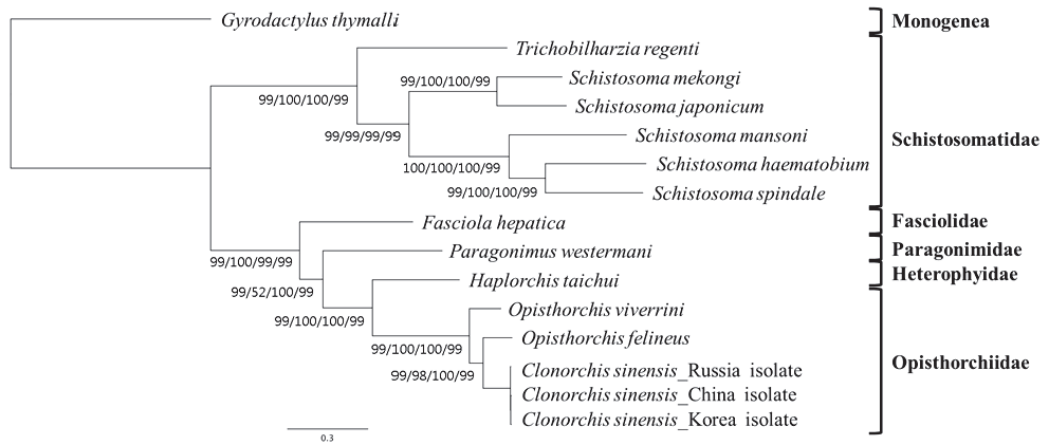 Gyrodactylus thymalli
Monogenea
Trichobilharzia regenti
99/100/100/99
Schistosoma mekongi
99/100/100/99
Schistosoma japonicum
99/99/99/99
Schistosoma mansoni
Schistosomatidae
100/100/100/99
Schistosoma haematobium
99/100/100/99
Schistosoma spindale
Fasciola hepatica
Fasciolidae
99/100/99/99
Paragonimus westermani
Paragonimidae
99/52/100/99
Haplorchis taichui
Heterophyidae
99/100/100/99
Opisthorchis viverrini
99/100/100/99
Opisthorchis felineus
99/98/100/99
Clonorchis sinensis_Russia isolate
Opisthorchiidae
Clonorchis sinensis_China isolate
Clonorchis sinensis_Korea isolate
0.3